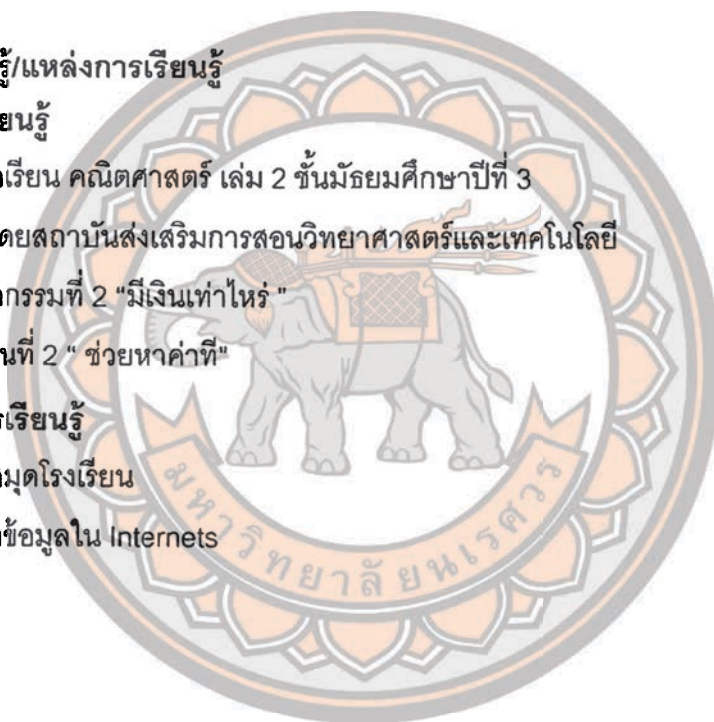 รู้/แหล่งการเรียนรู้
ยนรู้
เรียน คณิตศาสตร์ เล่ม 2 ชั้นมัธยมศึกษาปีที่ 3
ดยสถาบันส่งเสริมการสอนวิทยาศาสตร์และเทคโนโลยี
กรรมที่ 2 "มีเงินเท่าไหร่ "
นที่ 2 " ช่วยหาค่าที"
รเรียนรู้
มุดโรงเรียน
ข้อมูลใน Internets
มหาวิทยาลัยนเรศวร